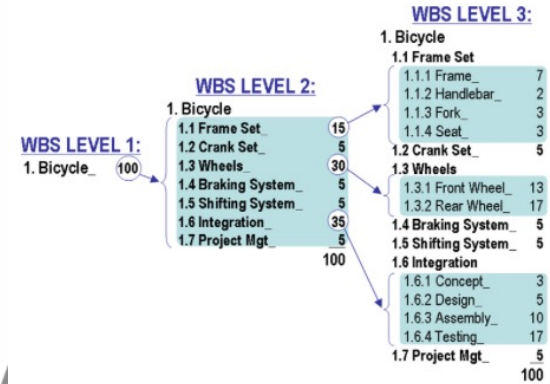 WBS LEVEL 1:
1. Bicycle_ 100
WBS LEVEL 2:
1. Bicycle
1.1 Frame Set_ 15
1.2 Crank Set_ 5
1.3 Wheels_ 30
1.4 Braking System_ 5
1.5 Shifting System_ 5
1.6 Integration_ 35
1.7 Project Mgt_ 5
100
WBS LEVEL 3:
1. Bicycle
1.1 Frame Set
1.1.1 Frame_ 7
1.1.2 Handlebar_ 2
1.1.3 Fork_ 3
1.1.4 Seat_ 3
1.2 Crank Set_ 5
1.3 Wheels
1.3.1 Front Wheel_ 13
1.3.2 Rear Wheel_ 17
1.4 Braking System_ 5
1.5 Shifting System_ 5
1.6 Integration
1.6.1 Concept_ 3
1.6.2 Design_ 5
1.6.3 Assembly_ 10
1.6.4 Testing_ 17
1.7 Project Mgt_ 5
100